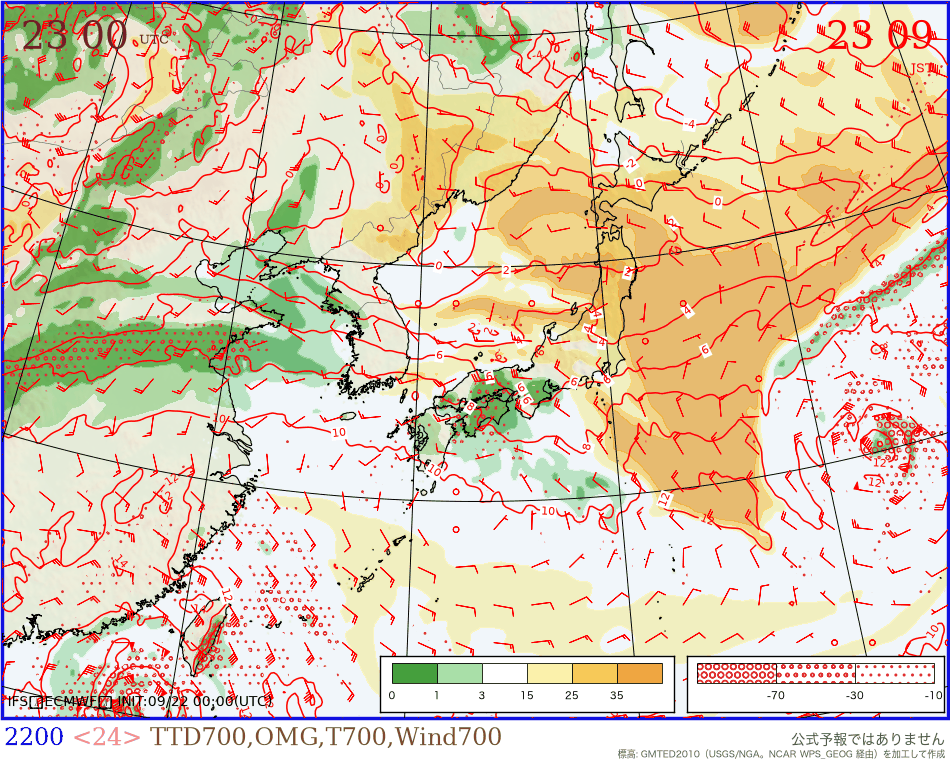 23 00 UTC
23 09
JST
IFS ECMWF INIT:09/22 00:00(UTC)
0 1 3 15 25 35
-70 -30 -10
2200 <24> TTD700,OMG,T700,Wind700
公式予報ではありません
標高: GMTED2010（USGS/NGA。NCAR WPS_GEOG 経由）を加工して作成